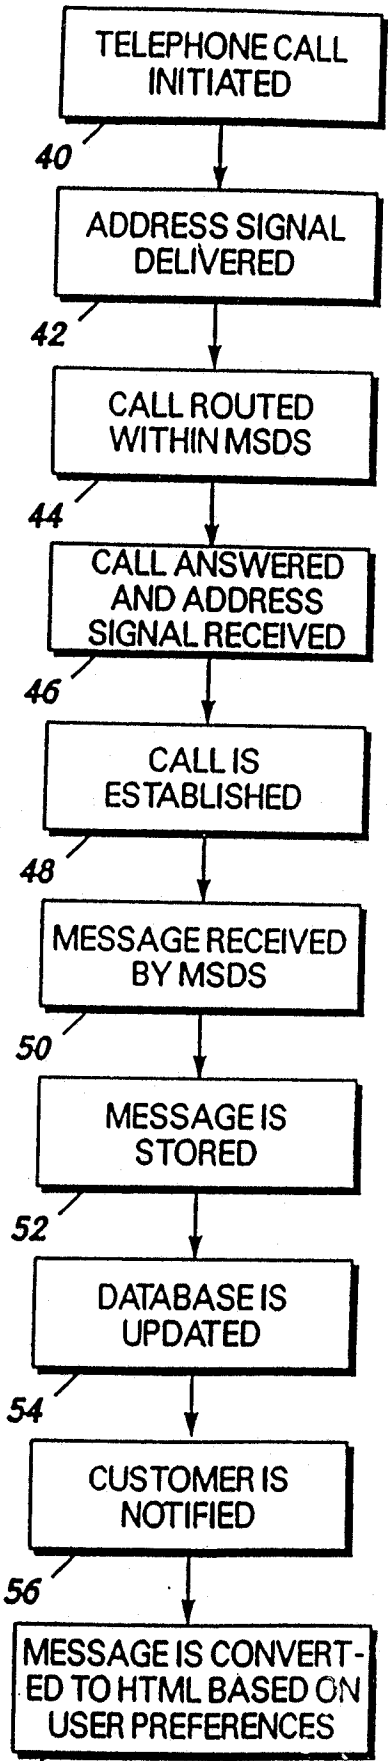 TELEPHONE CALL
INITIATED
40
ADDRESS SIGNAL
DELIVERED
42
CALL ROUTED
WITHIN MSDS
44
CALL ANSWERED
AND ADDRESS
SIGNAL RECEIVED
46
CALL IS
ESTABLISHED
48
MESSAGE RECEIVED
BY MSDS
50
MESSAGE IS
STORED
52
DATABASE IS
UPDATED
54
CUSTOMER IS
NOTIFIED
56
MESSAGE IS CONVERT-
ED TO HTML BASED ON
USER PREFERENCES